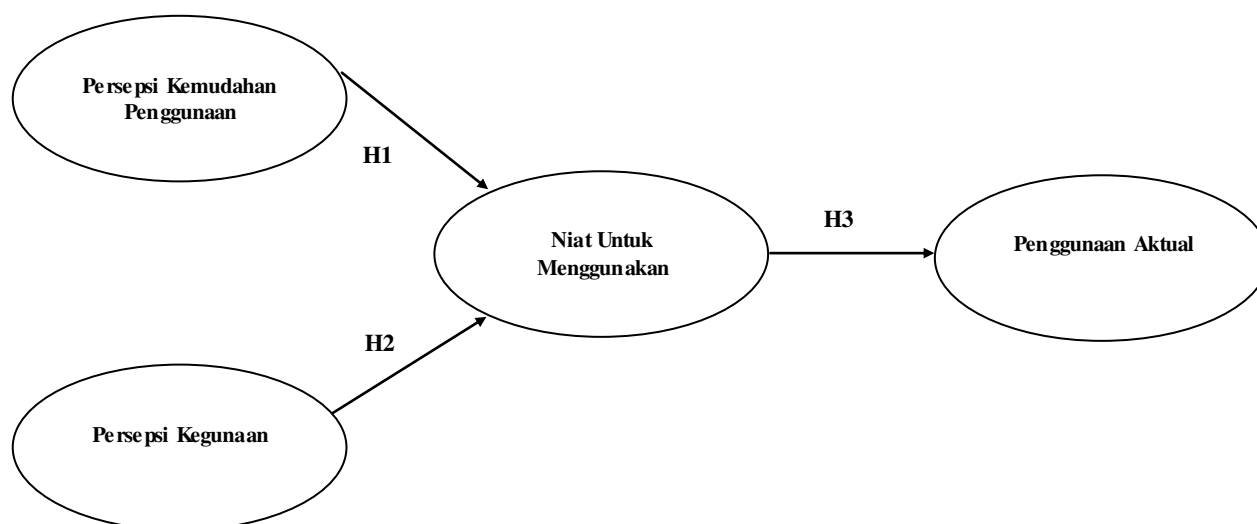 Persepsi Kemudahan
Penggunaan
H1
Niat Untuk
Menggunakan
H3
Penggunaan Aktual
H2
Persepsi Kegunaan